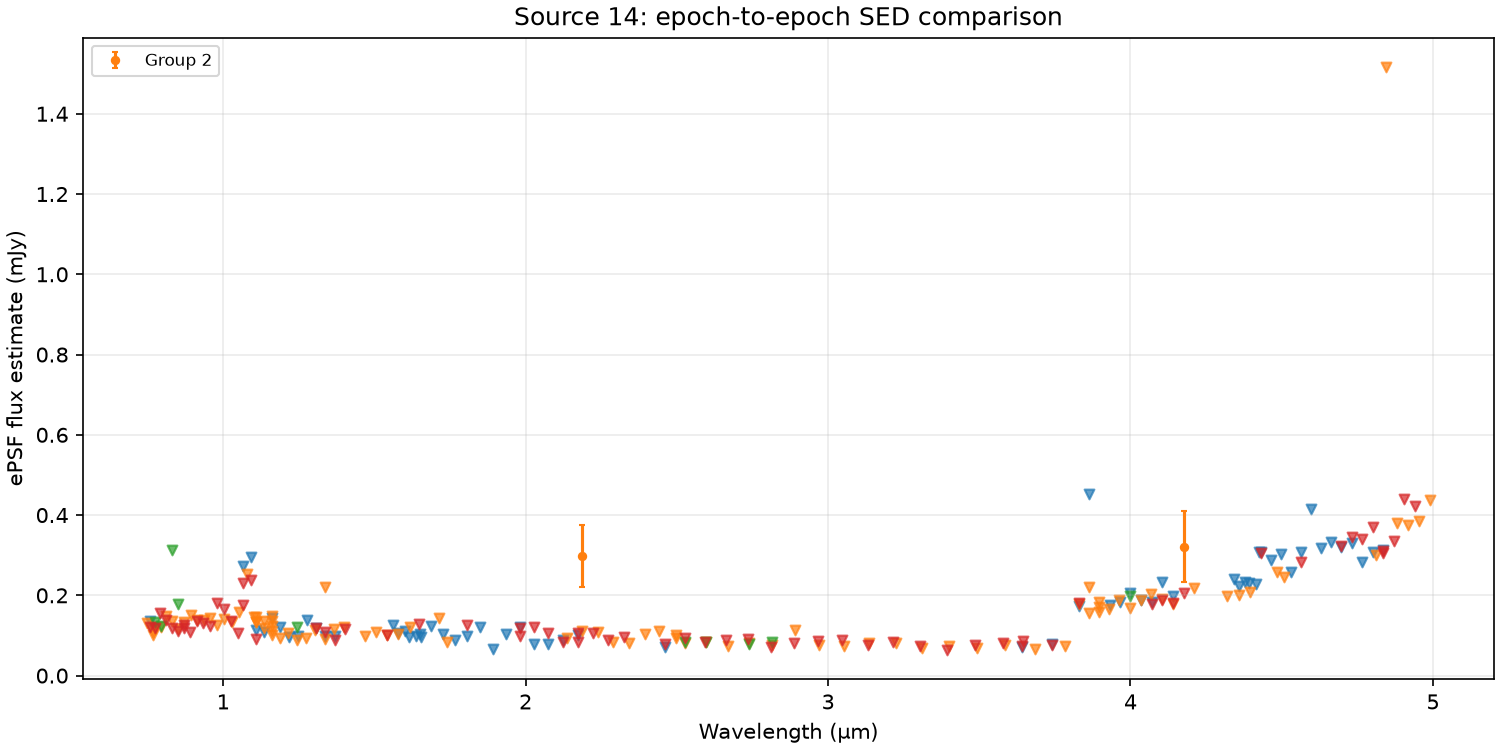 Source 14: epoch-to-epoch SED comparison
Group 2
1.4
1.2
1.0
0.8
0.6
0.4
0.2
0.0
ePSF flux estimate (mJy)
1 2 3 4 5
Wavelength (μm)